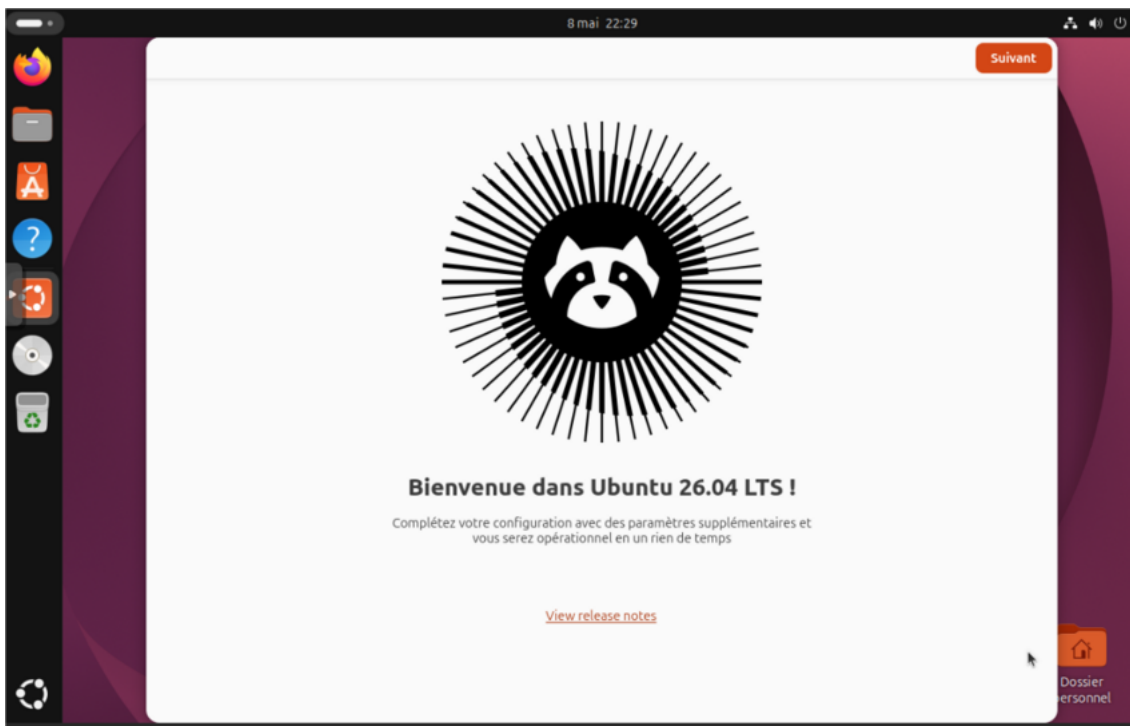 8 mai 22:29
Suivant
Bienvenue dans Ubuntu 26.04 LTS !
Complétez votre configuration avec des paramètres supplémentaires et
vous serez opérationnel en un rien de temps
View release notes
Dossier
ersonnel